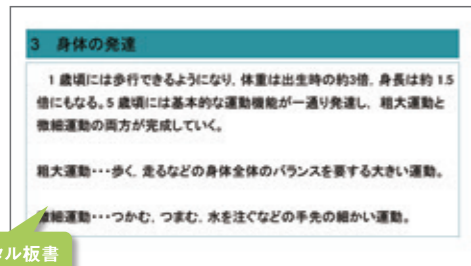 3 身体の発達
1歳頃には歩行できるようになり, 体重は出生時の約3倍, 身長は約1.5
倍にもなる。5歳頃には基本的な運動機能が一通り発達し, 粗大運動と
微細運動の両方が完成していく。
粗大運動・・・歩く, 走るなどの身体全体のバランスを要する大きい運動。
微細運動・・・つかむ, つまむ, 水を注ぐなどの手先の細かい運動。
タル板書